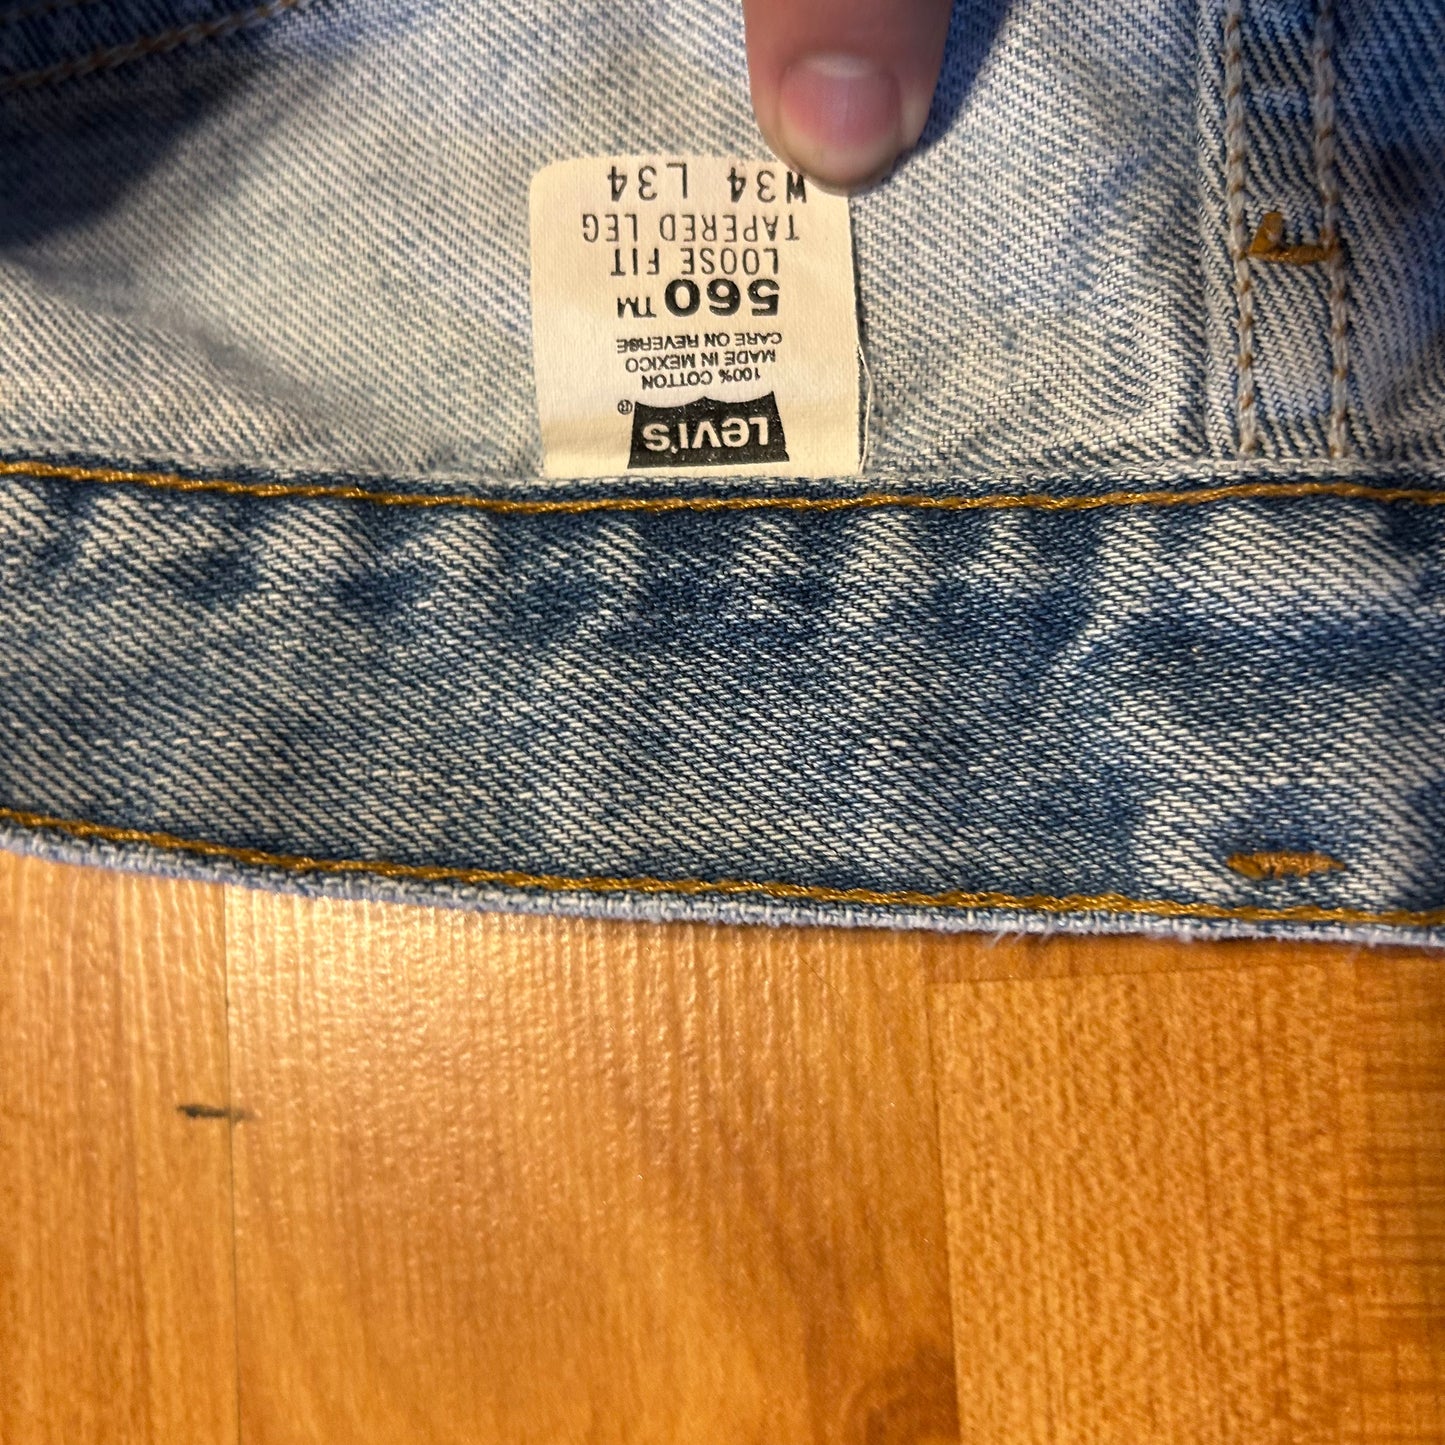 Levi's ®
100% COTTON
MADE IN MEXICO
CARE ON REVERSE
560™
LOOSE FIT
TAPERED LEG
W34 L34